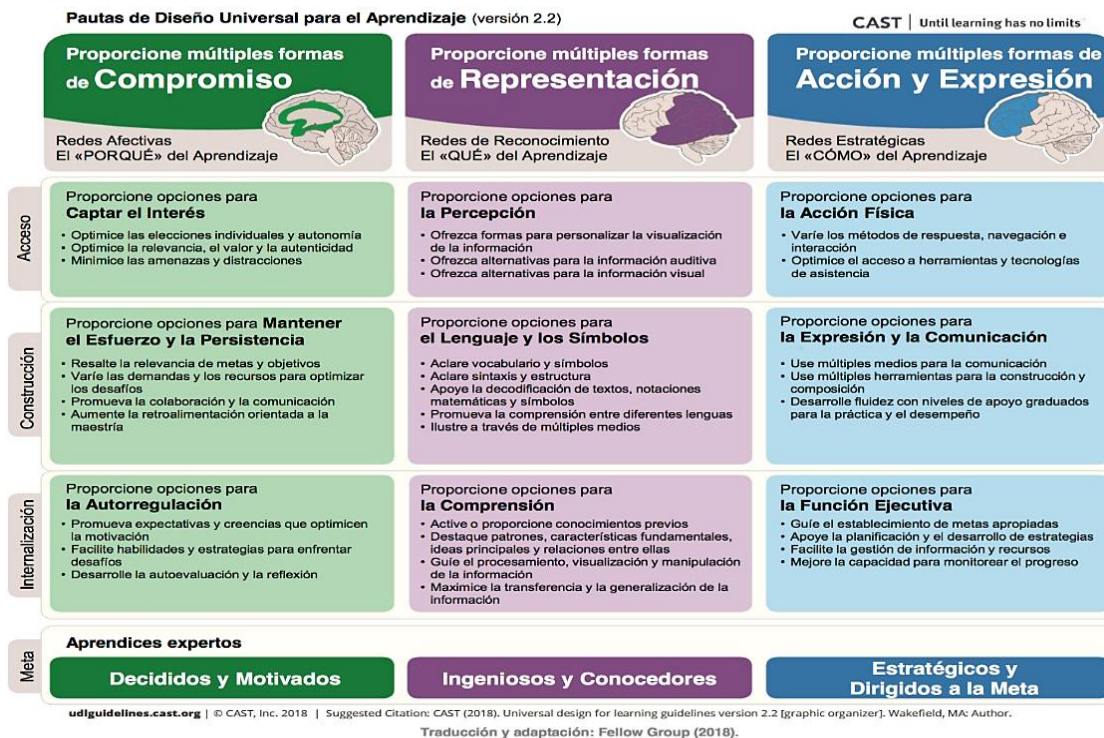 Pautas de Diseño Universal para el Aprendizaje (versión 2.2)
CAST | Until learning has no limits
Proporcione múltiples formas
de Compromiso
Redes Afectivas
El «PORQUÉ» del Aprendizaje
Proporcione múltiples formas
de Representación
Redes de Reconocimiento
El «QUÉ» del Aprendizaje
Proporcione múltiples formas de
Acción y Expresión
Redes Estratégicas
El «CÓMO» del Aprendizaje
Acceso
Proporcione opciones para
Captar el Interés
• Optimice las elecciones individuales y autonomía
• Optimice la relevancia, el valor y la autenticidad
• Minimice las amenazas y distracciones
Proporcione opciones para
la Percepción
• Ofrezca formas para personalizar la visualización
de la información
• Ofrezca alternativas para la información auditiva
• Ofrezca alternativas para la información visual
Proporcione opciones para
la Acción Física
• Varíe los métodos de respuesta, navegación e
interacción
• Optimice el acceso a herramientas y tecnologías
de asistencia
Construcción
Proporcione opciones para Mantener
el Esfuerzo y la Persistencia
• Resalte la relevancia de metas y objetivos
• Varíe las demandas y los recursos para optimizar
los desafíos
• Promueva la colaboración y la comunicación
• Aumente la retroalimentación orientada a la
maestría
Proporcione opciones para
el Lenguaje y los Símbolos
• Aclare vocabulario y símbolos
• Aclare sintaxis y estructura
• Apoye la decodificación de textos, notaciones
matemáticas y símbolos
• Promueva la comprensión entre diferentes lenguas
• Ilustre a través de múltiples medios
Proporcione opciones para
la Expresión y la Comunicación
• Use múltiples medios para la comunicación
• Use múltiples herramientas para la construcción y
composición
• Desarrolle fluidez con niveles de apoyo graduados
para la práctica y el desempeño
Internalización
Proporcione opciones para
la Autorregulación
• Promueva expectativas y creencias que optimicen
la motivación
• Facilite habilidades y estrategias para enfrentar
desafíos
• Desarrolle la autoevaluación y la reflexión
Proporcione opciones para
la Comprensión
• Active o proporcione conocimientos previos
• Destaque patrones, características fundamentales,
ideas principales y relaciones entre ellas
• Guíe el procesamiento, visualización y manipulación
de la información
• Maximice la transferencia y la generalización de la
información
Proporcione opciones para
la Función Ejecutiva
• Guíe el establecimiento de metas apropiadas
• Apoye la planificación y el desarrollo de estrategias
• Facilite la gestión de información y recursos
• Mejore la capacidad para monitorear el progreso
Meta
Aprendices expertos
Decididos y Motivados
Ingeniosos y Conocedores
Estratégicos y
Dirigidos a la Meta
udlguidelines.cast.org | © CAST, Inc. 2018 | Suggested Citation: CAST (2018). Universal design for learning guidelines version 2.2 [graphic organizer]. Wakefield, MA: Author.
Traducción y adaptación: Fellow Group (2018).